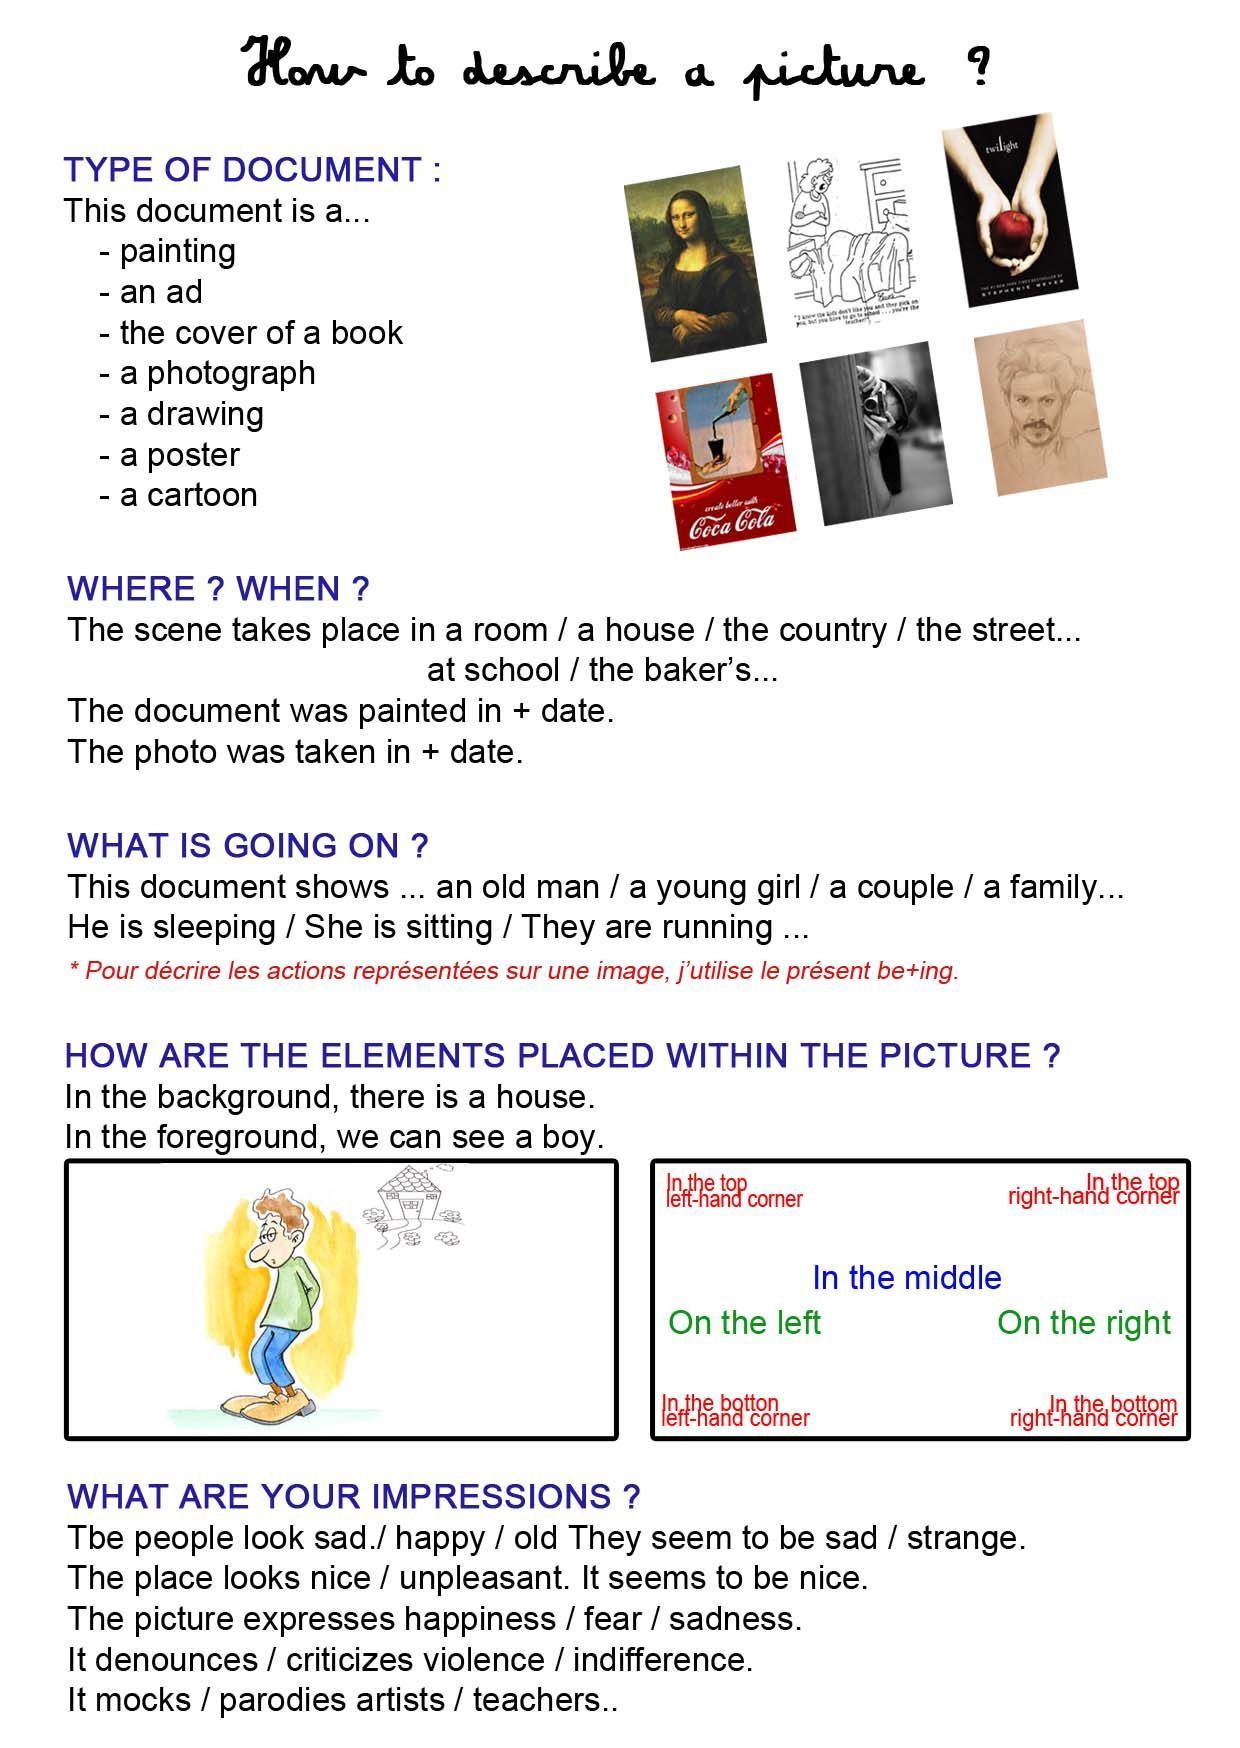 How to describe a picture ?
TYPE OF DOCUMENT :
This document is a...
- painting
- an ad
- the cover of a book
- a photograph
- a drawing
- a poster
- a cartoon
twilight
THE #1 NEW YORK TIMES BESTSELLER BY
STEPHENIE MEYER
"I know the kids don't like you and they pick on
you, but you have to go to school . . . you're the
teacher!"
create better with
Coca Cola
WHERE ? WHEN ?
The scene takes place in a room / a house / the country / the street...
at school / the baker's...
The document was painted in + date.
The photo was taken in + date.
WHAT IS GOING ON ?
This document shows ... an old man / a young girl / a couple / a family...
He is sleeping / She is sitting / They are running ...
* Pour décrire les actions représentées sur une image, j'utilise le présent be+ing.
HOW ARE THE ELEMENTS PLACED WITHIN THE PICTURE ?
In the background, there is a house.
In the foreground, we can see a boy.
In the top
left-hand corner
In the top
right-hand corner
In the middle
On the left
On the right
In the botton
left-hand corner
In the bottom
right-hand corner
WHAT ARE YOUR IMPRESSIONS ?
Tbe people look sad./ happy / old They seem to be sad / strange.
The place looks nice / unpleasant. It seems to be nice.
The picture expresses happiness / fear / sadness.
It denounces / criticizes violence / indifference.
It mocks / parodies artists / teachers..